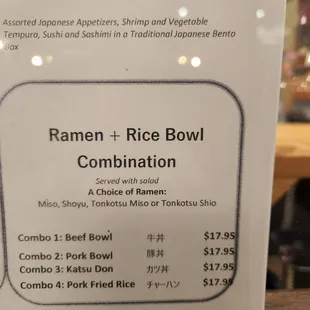 Assorted Japanese Appetizers, Shrimp and Vegetable
Tempura, Sushi and Sashimi in a Traditional Japanese Bento
Box
Ramen + Rice Bowl
Combination
Served with salad
A Choice of Ramen:
Miso, Shoyu, Tonkotsu Miso or Tonkotsu Shio
Combo 1: Beef Bowl 牛丼 $17.95
Combo 2: Pork Bowl 豚丼 $17.95
Combo 3: Katsu Don カツ丼 $17.95
Combo 4: Pork Fried Rice チャーハン $17.95